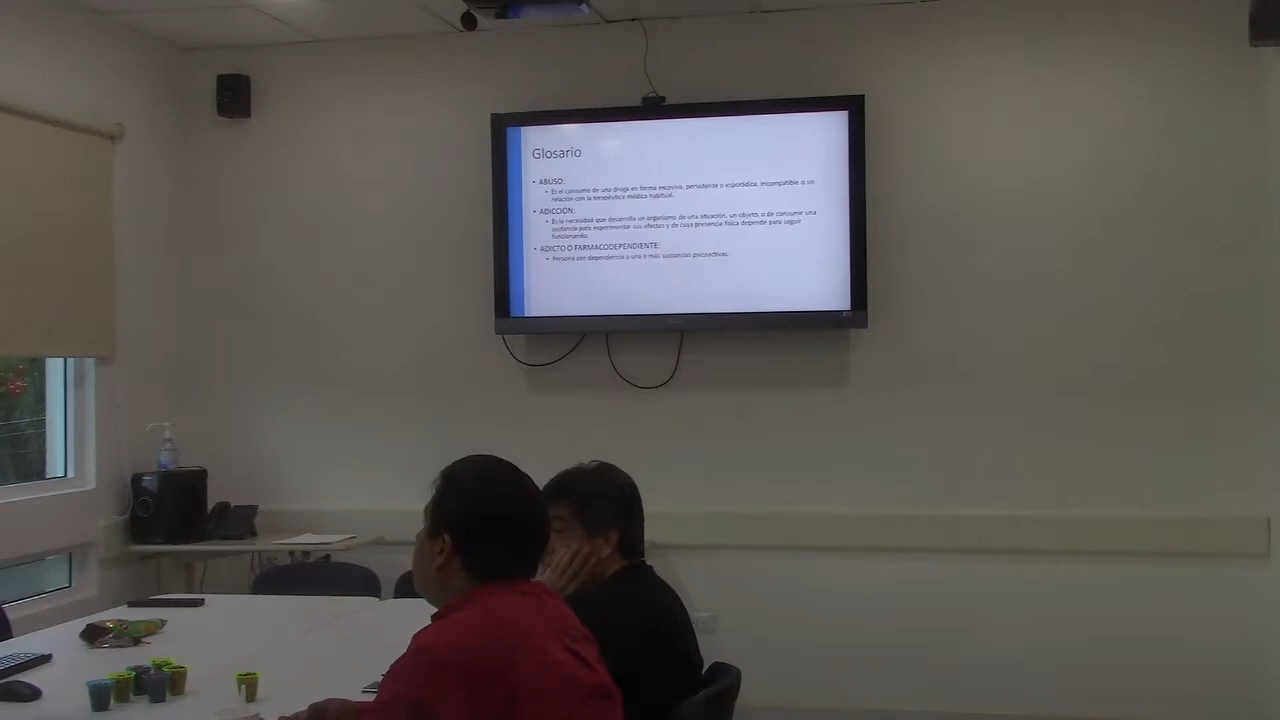 Glosario
• ABUSO:
• Es el consumo de una droga en forma excesiva, persistente o esporádica, incompatible o sin
relación con la terapéutica médica habitual.
• ADICCIÓN:
• Es la necesidad que desarrolla un organismo de una situación, un objeto, o de consumir una
sustancia para experimentar sus efectos y de cuya presencia física depende para seguir
funcionando.
• ADICTO O FARMACODEPENDIENTE:
• Persona con dependencia a una o más sustancias psicoactivas.